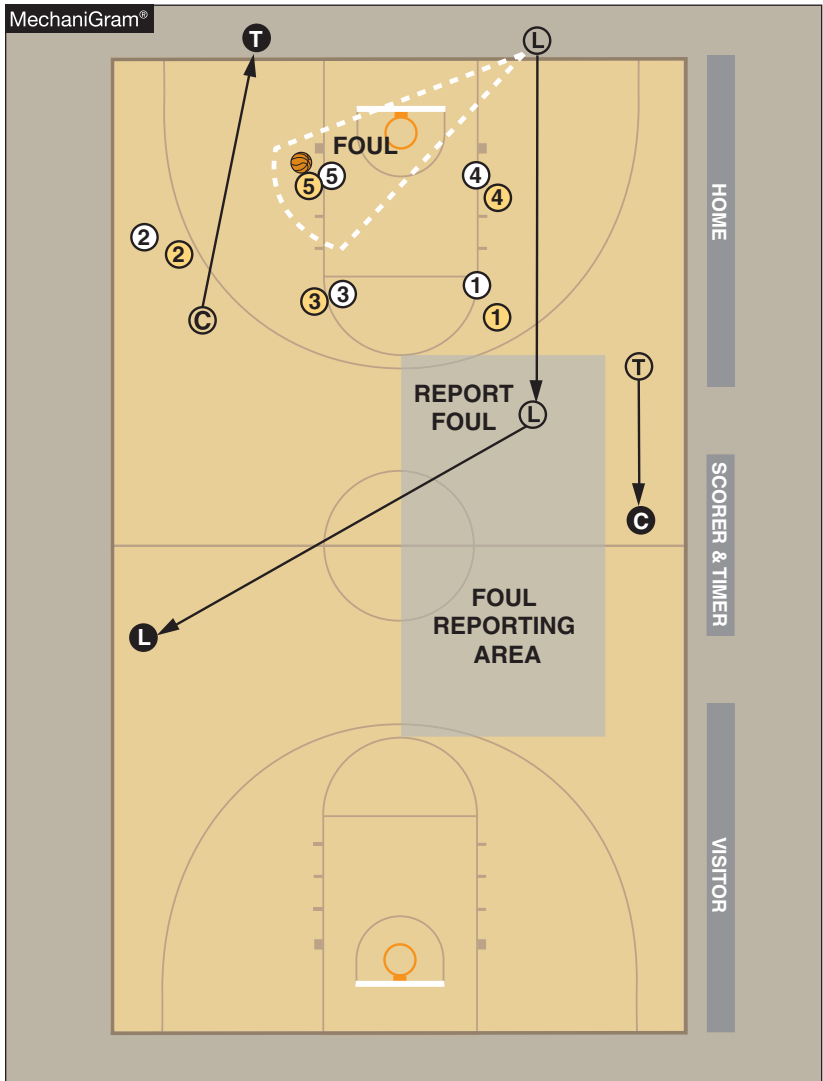 MechaniGram®
T
L
FOUL
5
5
4
4
2
2
3
3
1
1
C
HOME
T
REPORT
FOUL
L
C
SCORER & TIMER
FOUL
REPORTING
AREA
L
VISITOR